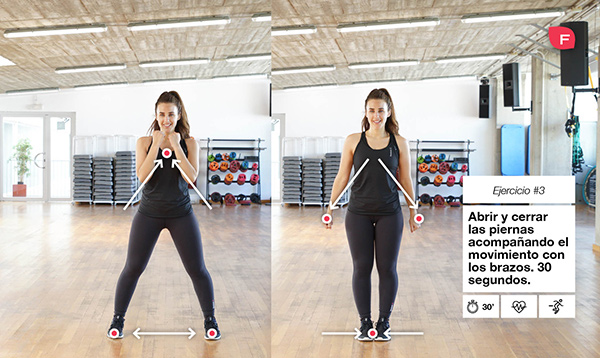 F
Ejercicio #3
Abrir y cerrar
las piernas
acompañando el
movimiento con
los brazos. 30
segundos.
30'